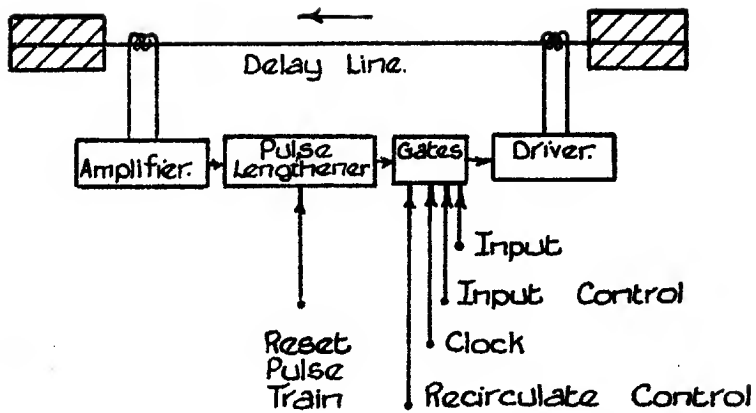 Delay Line.
Amplifier.
Pulse
Lengthener
Gates
Driver.
Input
Input Control
Clock
Recirculate Control
Reset
Pulse
Train